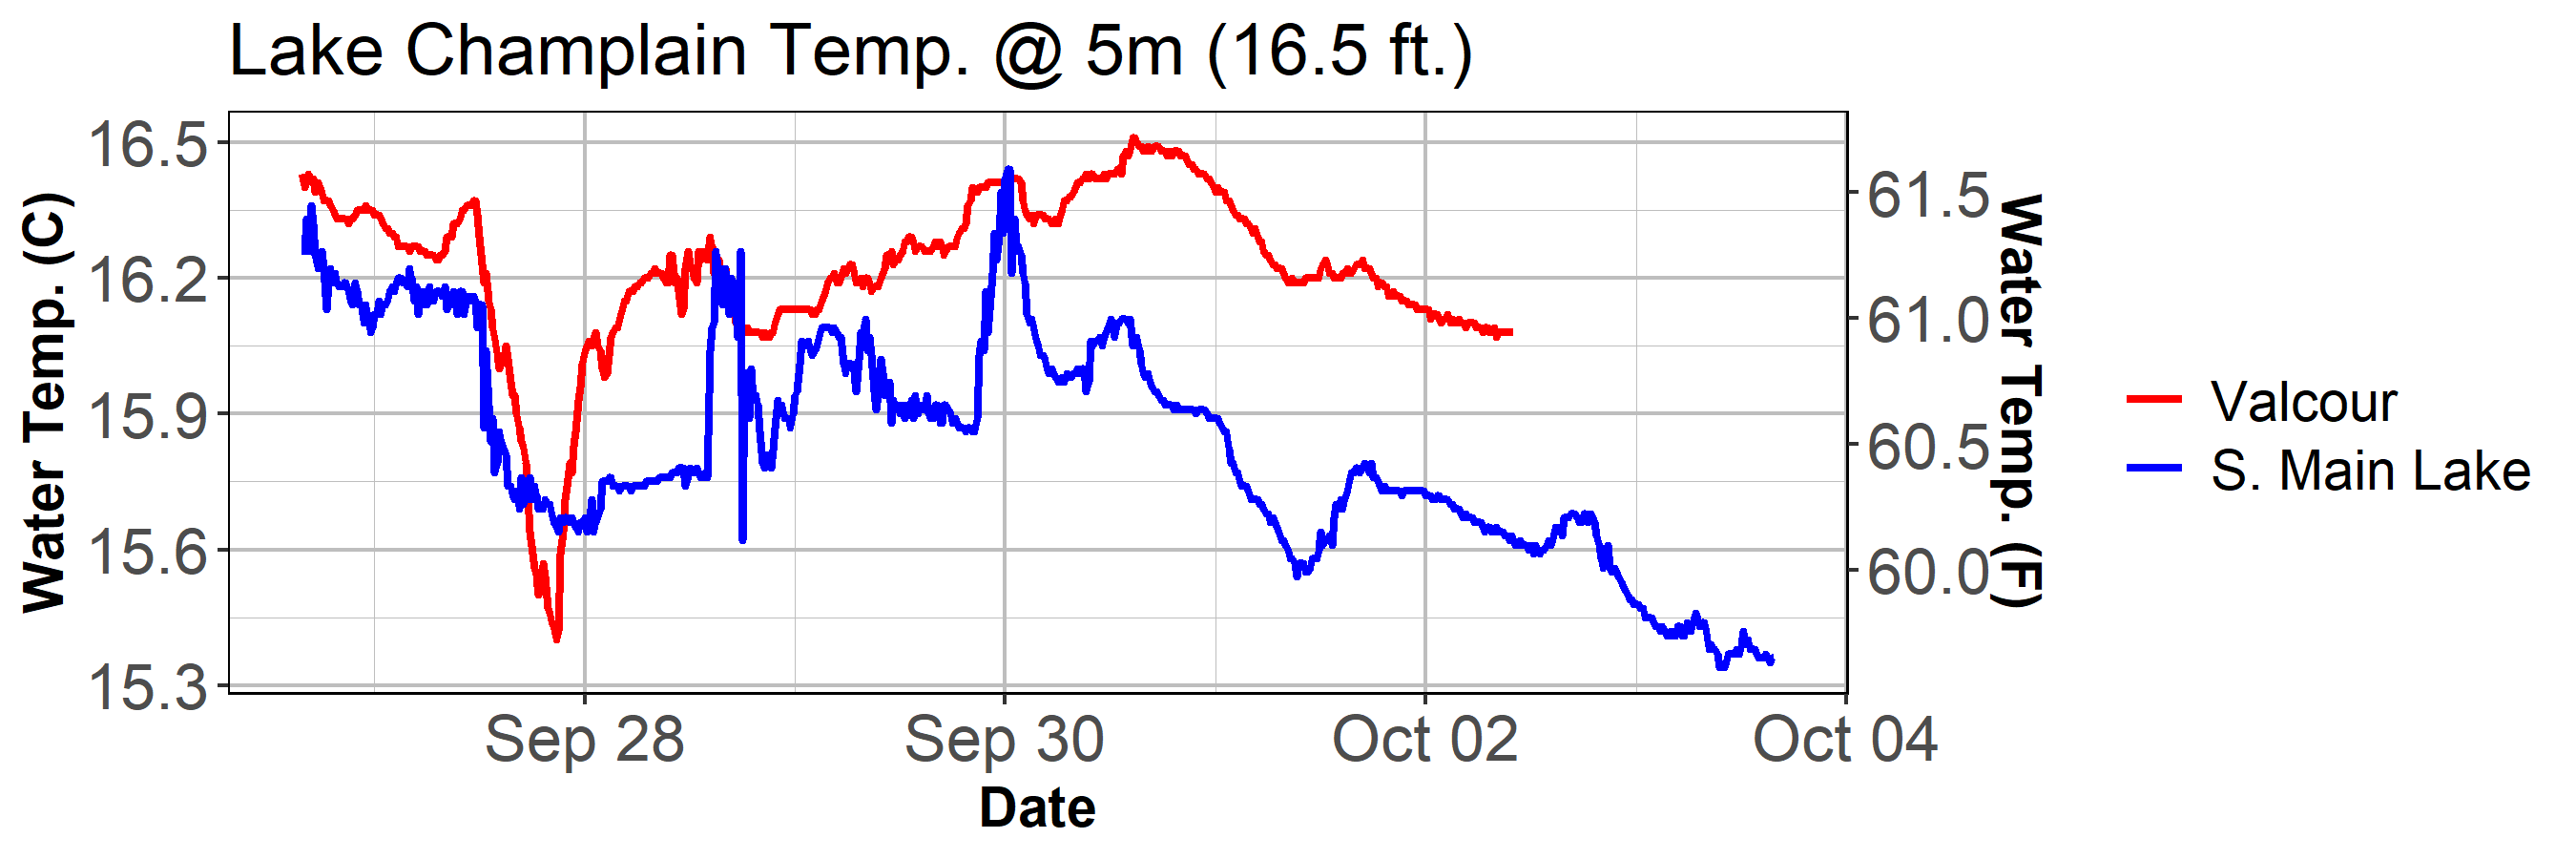 Lake Champlain Temp. @ 5m (16.5 ft.)
Water Temp. (C)
16.5
16.2
15.9
15.6
15.3
61.5
61.0
60.5
60.0
Water Temp. (F)
Sep 28
Sep 30
Oct 02
Oct 04
Date
Valcour
S. Main Lake